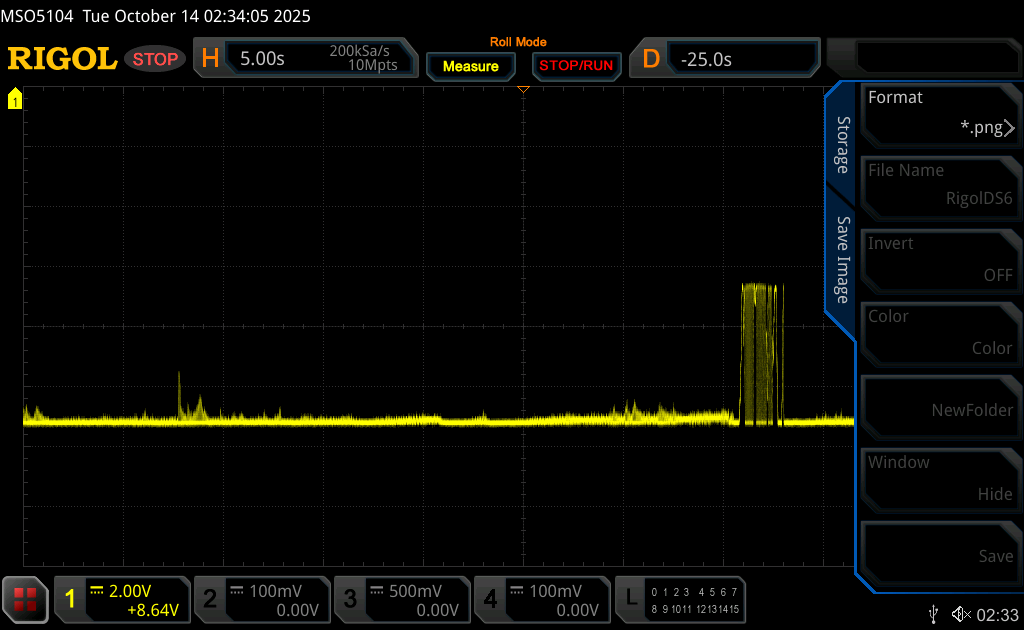 MSO5104 Tue October 14 02:34:05 2025
RIGOL STOP H 5.00s 200kSa/s 10Mpts Roll Mode Measure STOP/RUN D -25.0s
1
Storage
Save Image
Format
*.png
File Name
RigolDS6
Invert
OFF
Color
Color
NewFolder
Window
Hide
Save
1 2.00V +8.64V
2 100mV 0.00V
3 500mV 0.00V
4 100mV 0.00V
L 0 1 2 3 4 5 6 7
8 9 10 11 12 13 14 15
02:33